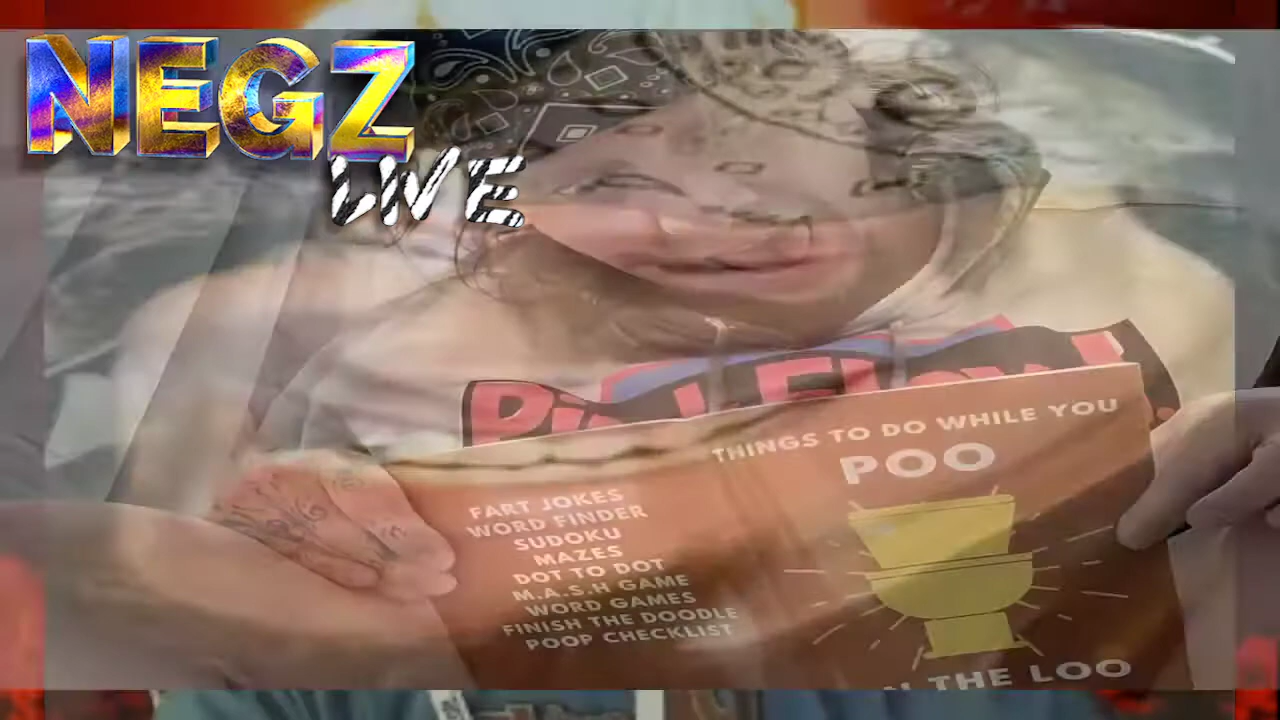 NEGZ
LIVE
THINGS TO DO WHILE YOU
POO
FART JOKES
WORD FINDER
SUDOKU
MAZES
DOT TO DOT
M.A.S.H GAME
WORD GAMES
FINISH THE DOODLE
POOP CHECKLIST
THE LOO